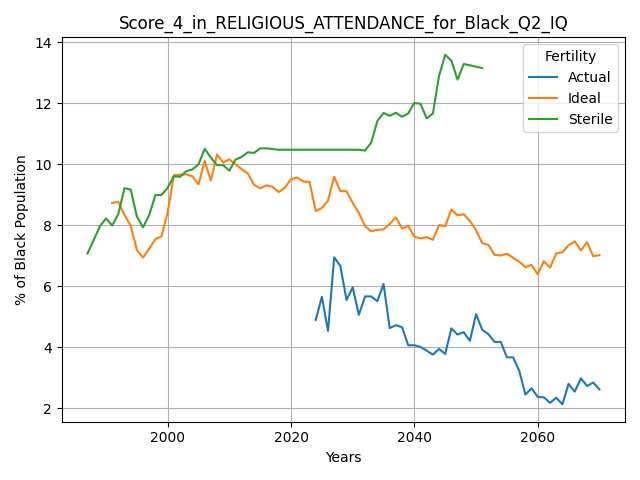 Score_4_in_RELIGIOUS_ATTENDANCE_for_Black_Q2_IQ
Fertility
Actual
Ideal
Sterile
% of Black Population
14
12
10
8
6
4
2
2000
2020
2040
2060
Years